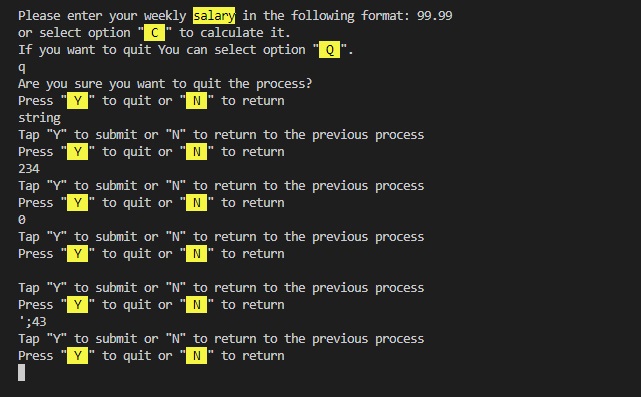 Please enter your weekly salary in the following format: 99.99
or select option " C " to calculate it.
If you want to quit You can select option " Q ".
q
Are you sure you want to quit the process?
Press " Y " to quit or " N " to return
string
Tap "Y" to submit or "N" to return to the previous process
Press " Y " to quit or " N " to return
234
Tap "Y" to submit or "N" to return to the previous process
Press " Y " to quit or " N " to return
0
Tap "Y" to submit or "N" to return to the previous process
Press " Y " to quit or " N " to return

Tap "Y" to submit or "N" to return to the previous process
Press " Y " to quit or " N " to return
';43
Tap "Y" to submit or "N" to return to the previous process
Press " Y " to quit or " N " to return